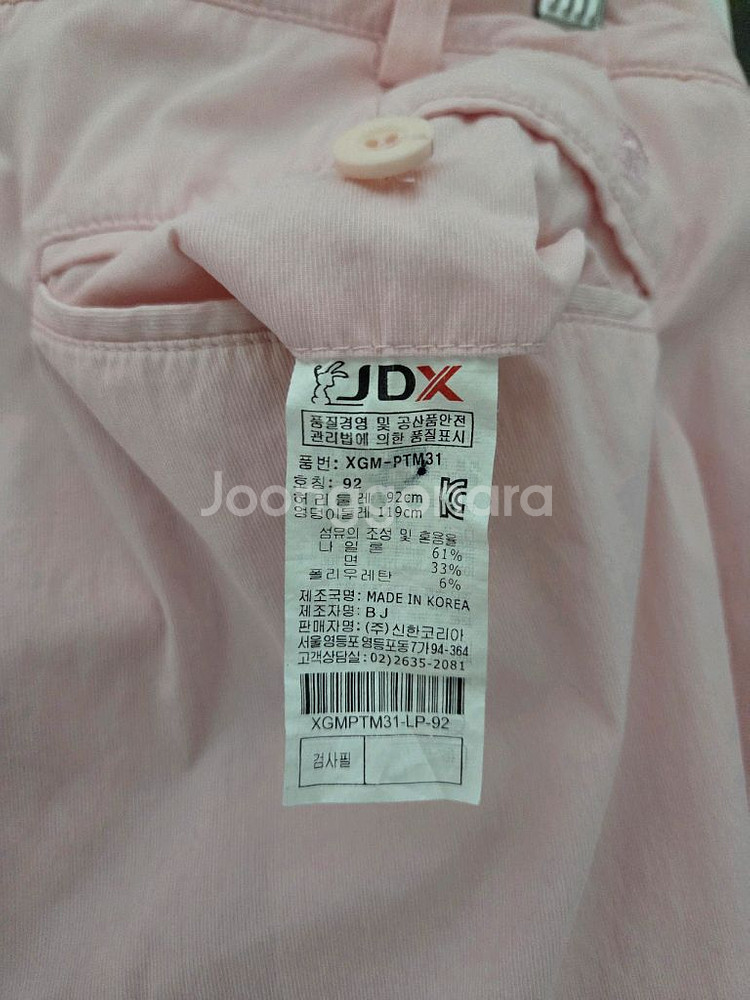 JDX
품질경영 및 공산품안전
관리법에 의한 품질표시
품번: XGM-PTM31
호칭: 92
허리둘레 92cm
엉덩이둘레 119cm
Joonggonara
섬유의 조성 및 혼용율
나 일 론 61%
면 33%
폴리우레탄 6%
제조국명: MADE IN KOREA
제조자명: B J
판매자명: (주)신한코리아
서울영등포영등포동7가94-364
고객상담실:02)2635-2081
XGMPTM31-LP-92
검사필